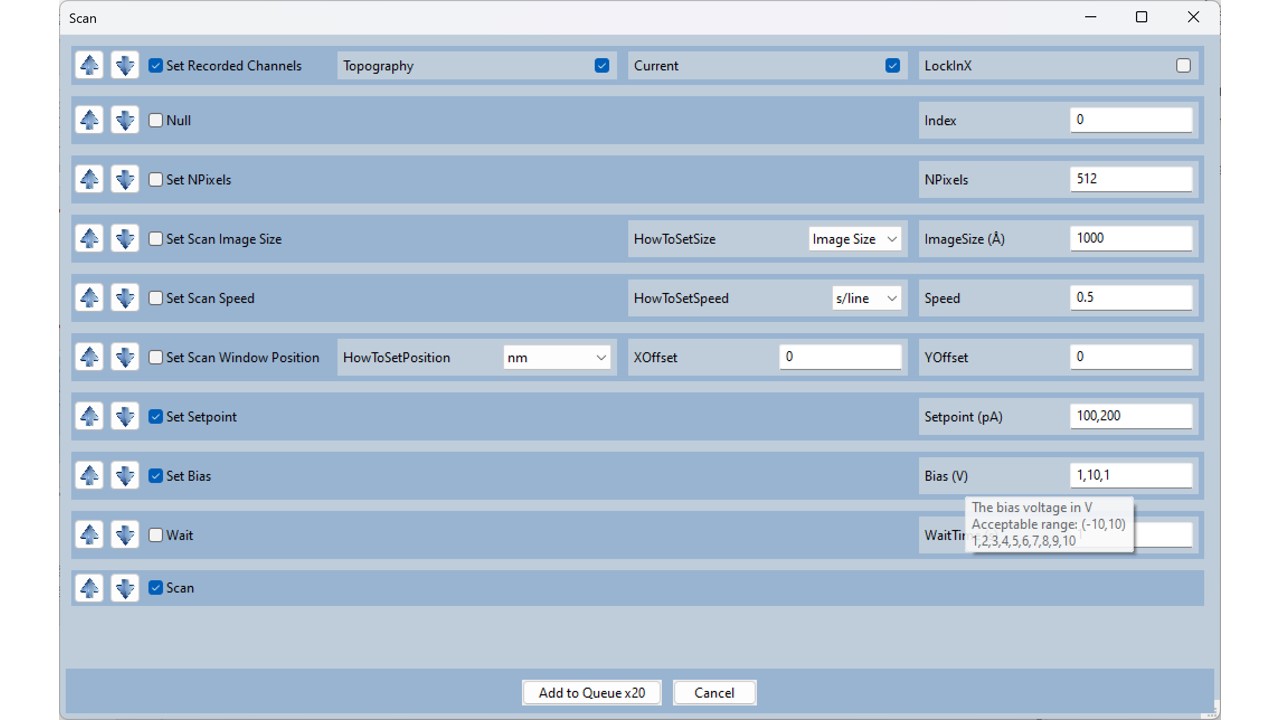 Scan
Set Recorded Channels Topography Current LockInX
Null Index 0
Set NPixels NPixels 512
Set Scan Image Size HowToSetSize Image Size ImageSize (Å) 1000
Set Scan Speed HowToSetSpeed s/line Speed 0.5
Set Scan Window Position HowToSetPosition nm XOffset 0 YOffset 0
Set Setpoint Setpoint (pA) 100,200
Set Bias Bias (V) 1,10,1
The bias voltage in V
Acceptable range: (-10,10)
1,2,3,4,5,6,7,8,9,10
Wait
Scan
Add to Queue x20 Cancel